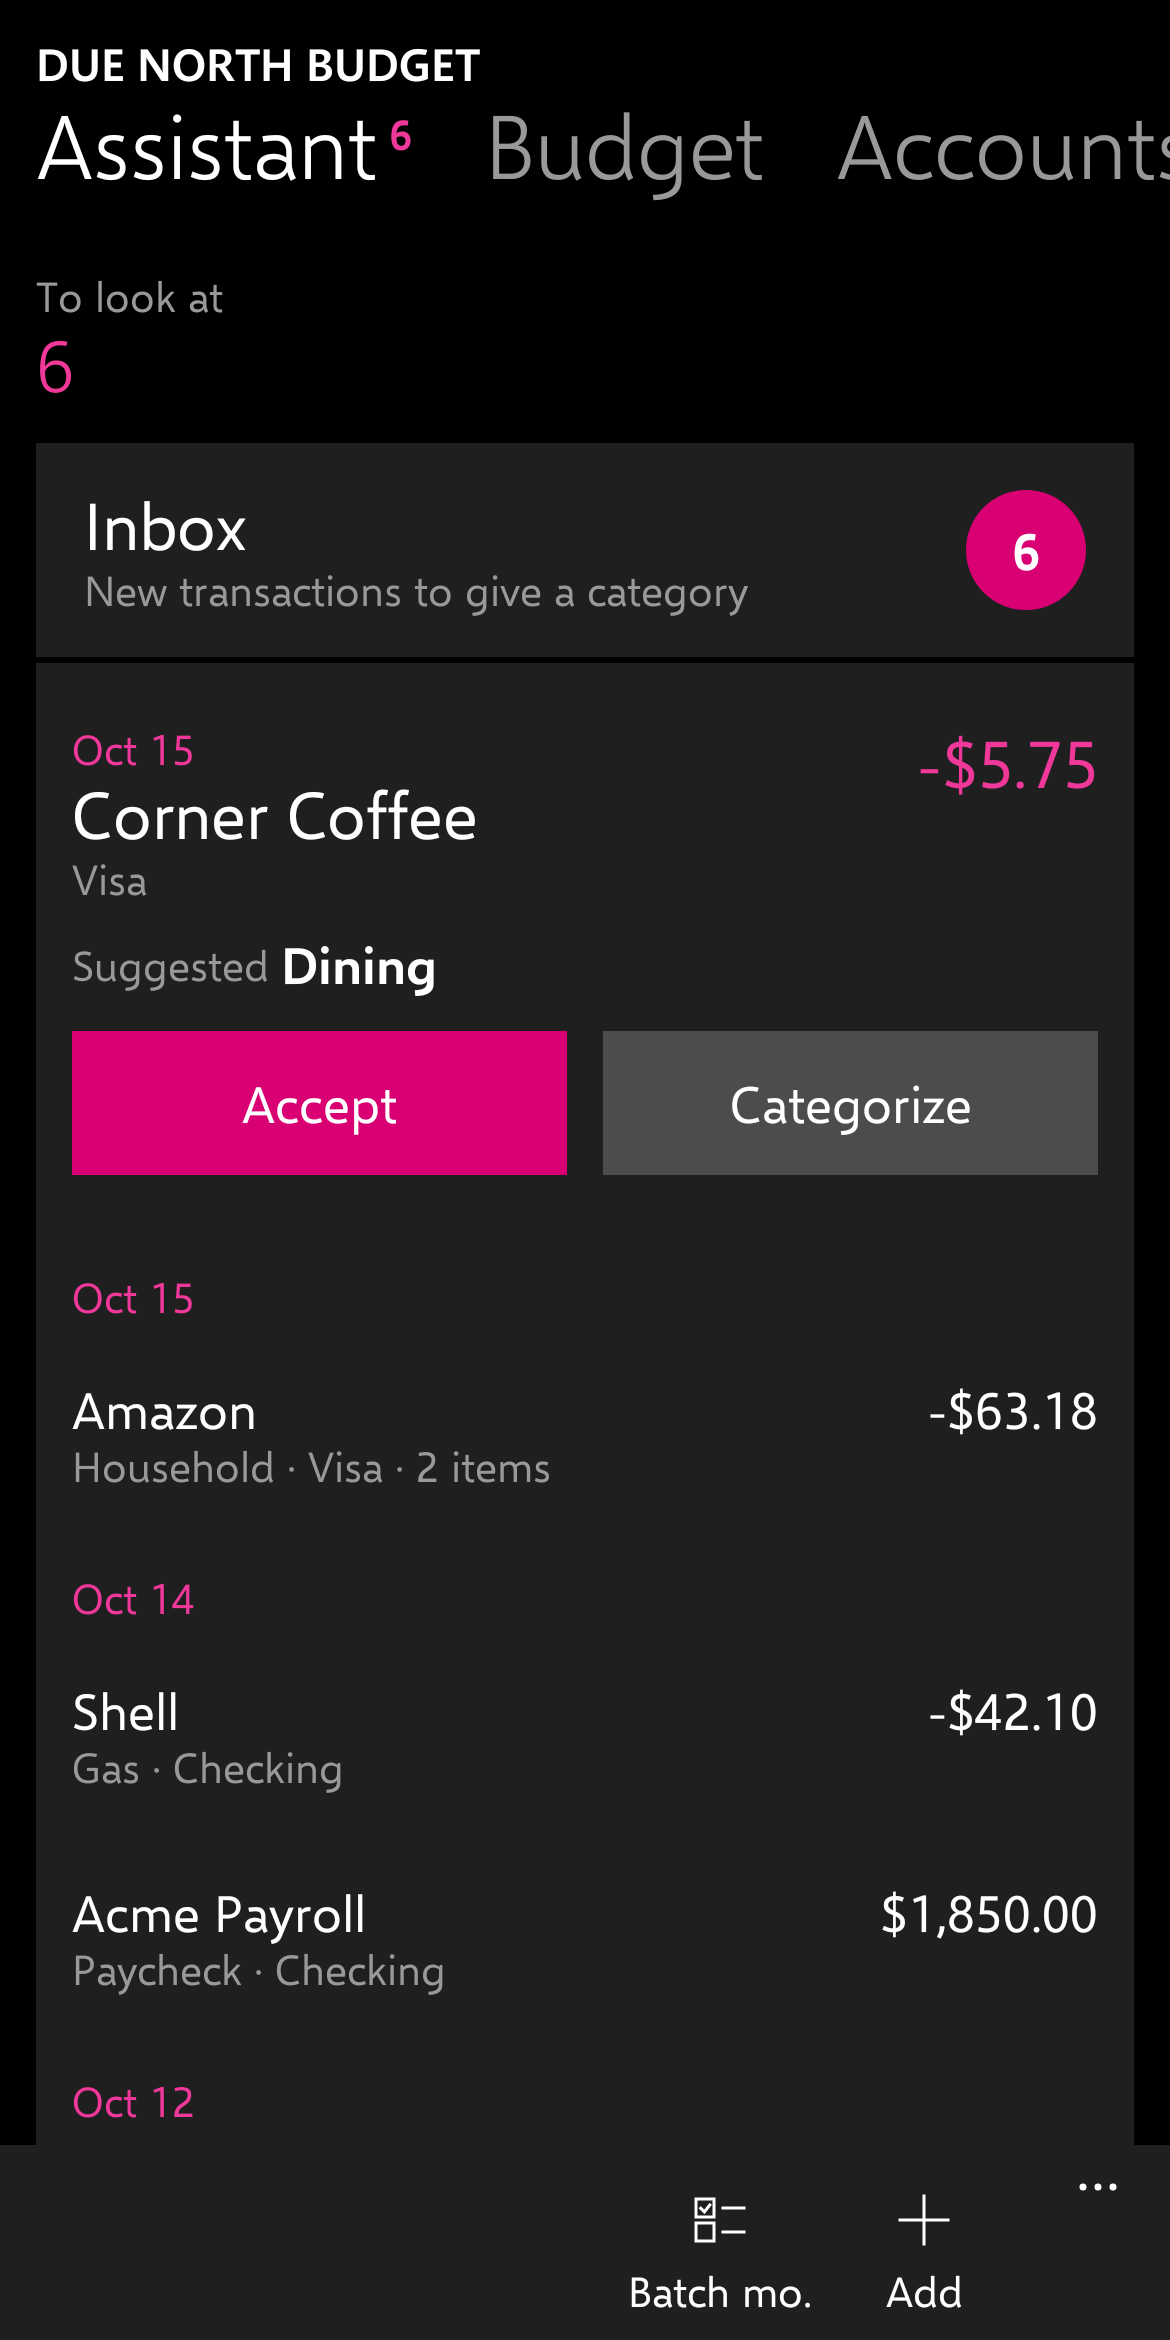 DUE NORTH BUDGET
Assistant 6 Budget Accounts
To look at
6
Inbox
New transactions to give a category
6
Oct 15
-$5.75
Corner Coffee
Visa
Suggested Dining
Accept Categorize
Oct 15
Amazon -$63.18
Household · Visa · 2 items
Oct 14
Shell -$42.10
Gas · Checking
Acme Payroll $1,850.00
Paycheck · Checking
Oct 12
Batch mo. Add